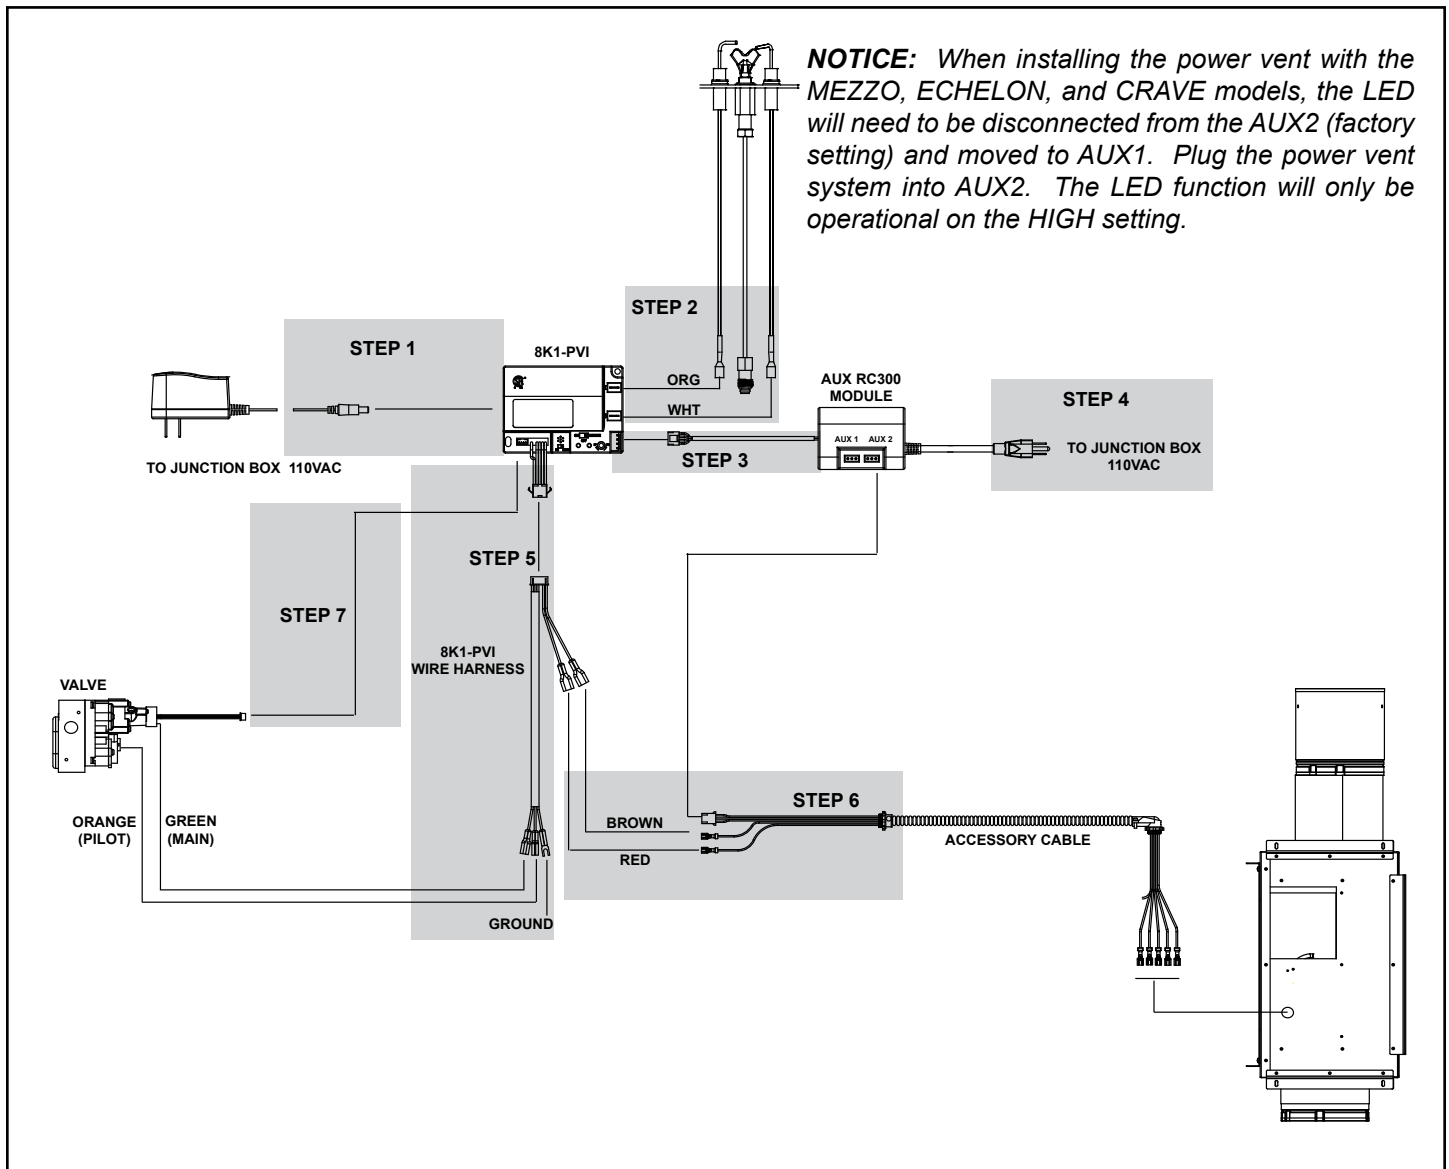 NOTICE: When installing the power vent with the
MEZZO, ECHELON, and CRAVE models, the LED
will need to be disconnected from the AUX2 (factory
setting) and moved to AUX1. Plug the power vent
system into AUX2. The LED function will only be
operational on the HIGH setting.
STEP 2
STEP 1
8K1-PVI
ORG
WHT
AUX RC300
MODULE
AUX 1 AUX 2
STEP 4
TO JUNCTION BOX
110VAC
STEP 3
TO JUNCTION BOX 110VAC
STEP 5
STEP 7
8K1-PVI
WIRE HARNESS
VALVE
STEP 6
ORANGE
(PILOT)
GREEN
(MAIN)
BROWN
RED
ACCESSORY CABLE
GROUND